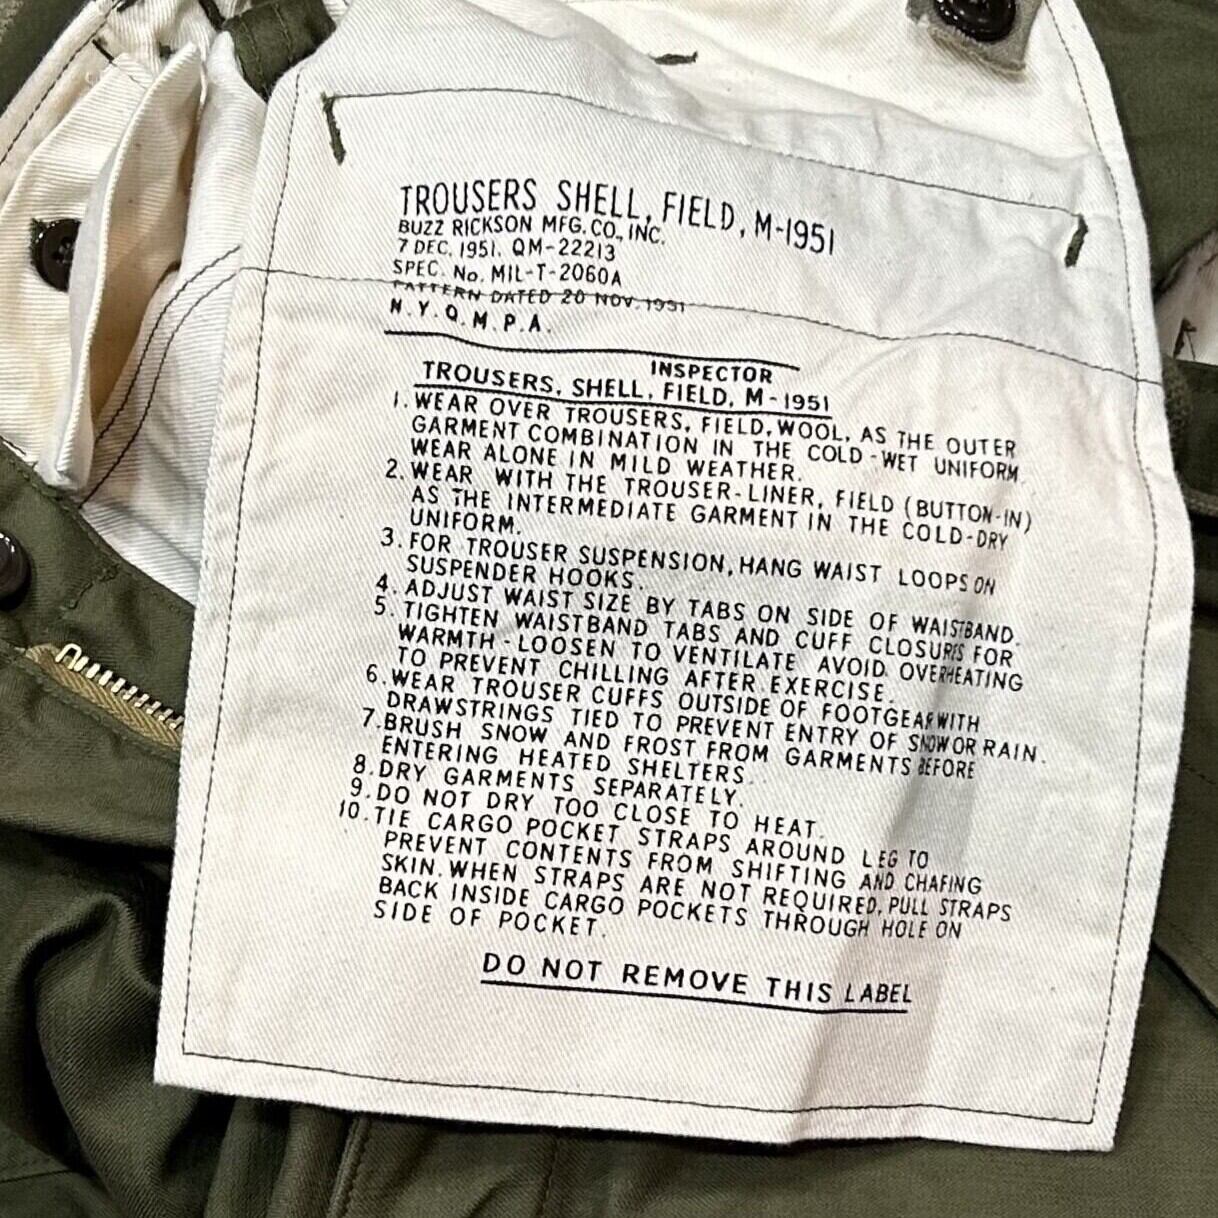 TROUSERS SHELL, FIELD, M-1951
BUZZ RICKSON MFG. CO., INC.
7 DEC. 1951. QM-22213
SPEC. No. MIL-T-2060A
PATTERN DATED 20 NOV. 1951
N.Y.Q.M.P.A.
INSPECTOR
TROUSERS, SHELL, FIELD, M-1951
1. WEAR OVER TROUSERS, FIELD, WOOL, AS THE OUTER
GARMENT COMBINATION IN THE COLD-WET UNIFORM
WEAR ALONE IN MILD WEATHER.
2. WEAR WITH THE TROUSER-LINER, FIELD (BUTTON-IN)
AS THE INTERMEDIATE GARMENT IN THE COLD-DRY
UNIFORM.
3. FOR TROUSER SUSPENSION, HANG WAIST LOOPS ON
SUSPENDER HOOKS.
4. ADJUST WAIST SIZE BY TABS ON SIDE OF WAISTBAND.
5. TIGHTEN WAISTBAND TABS AND CUFF CLOSURES FOR
WARMTH-LOOSEN TO VENTILATE AVOID OVERHEATING
TO PREVENT CHILLING AFTER EXERCISE.
6. WEAR TROUSER CUFFS OUTSIDE OF FOOTGEAR WITH
DRAWSTRINGS TIED TO PREVENT ENTRY OF SNOW OR RAIN.
7. BRUSH SNOW AND FROST FROM GARMENTS BEFORE
ENTERING HEATED SHELTERS.
8. DRY GARMENTS SEPARATELY.
9. DO NOT DRY TOO CLOSE TO HEAT.
10. TIE CARGO POCKET STRAPS AROUND LEG TO
PREVENT CONTENTS FROM SHIFTING AND CHAFING
SKIN. WHEN STRAPS ARE NOT REQUIRED, PULL STRAPS
BACK INSIDE CARGO POCKETS THROUGH HOLE ON
SIDE OF POCKET.
DO NOT REMOVE THIS LABEL